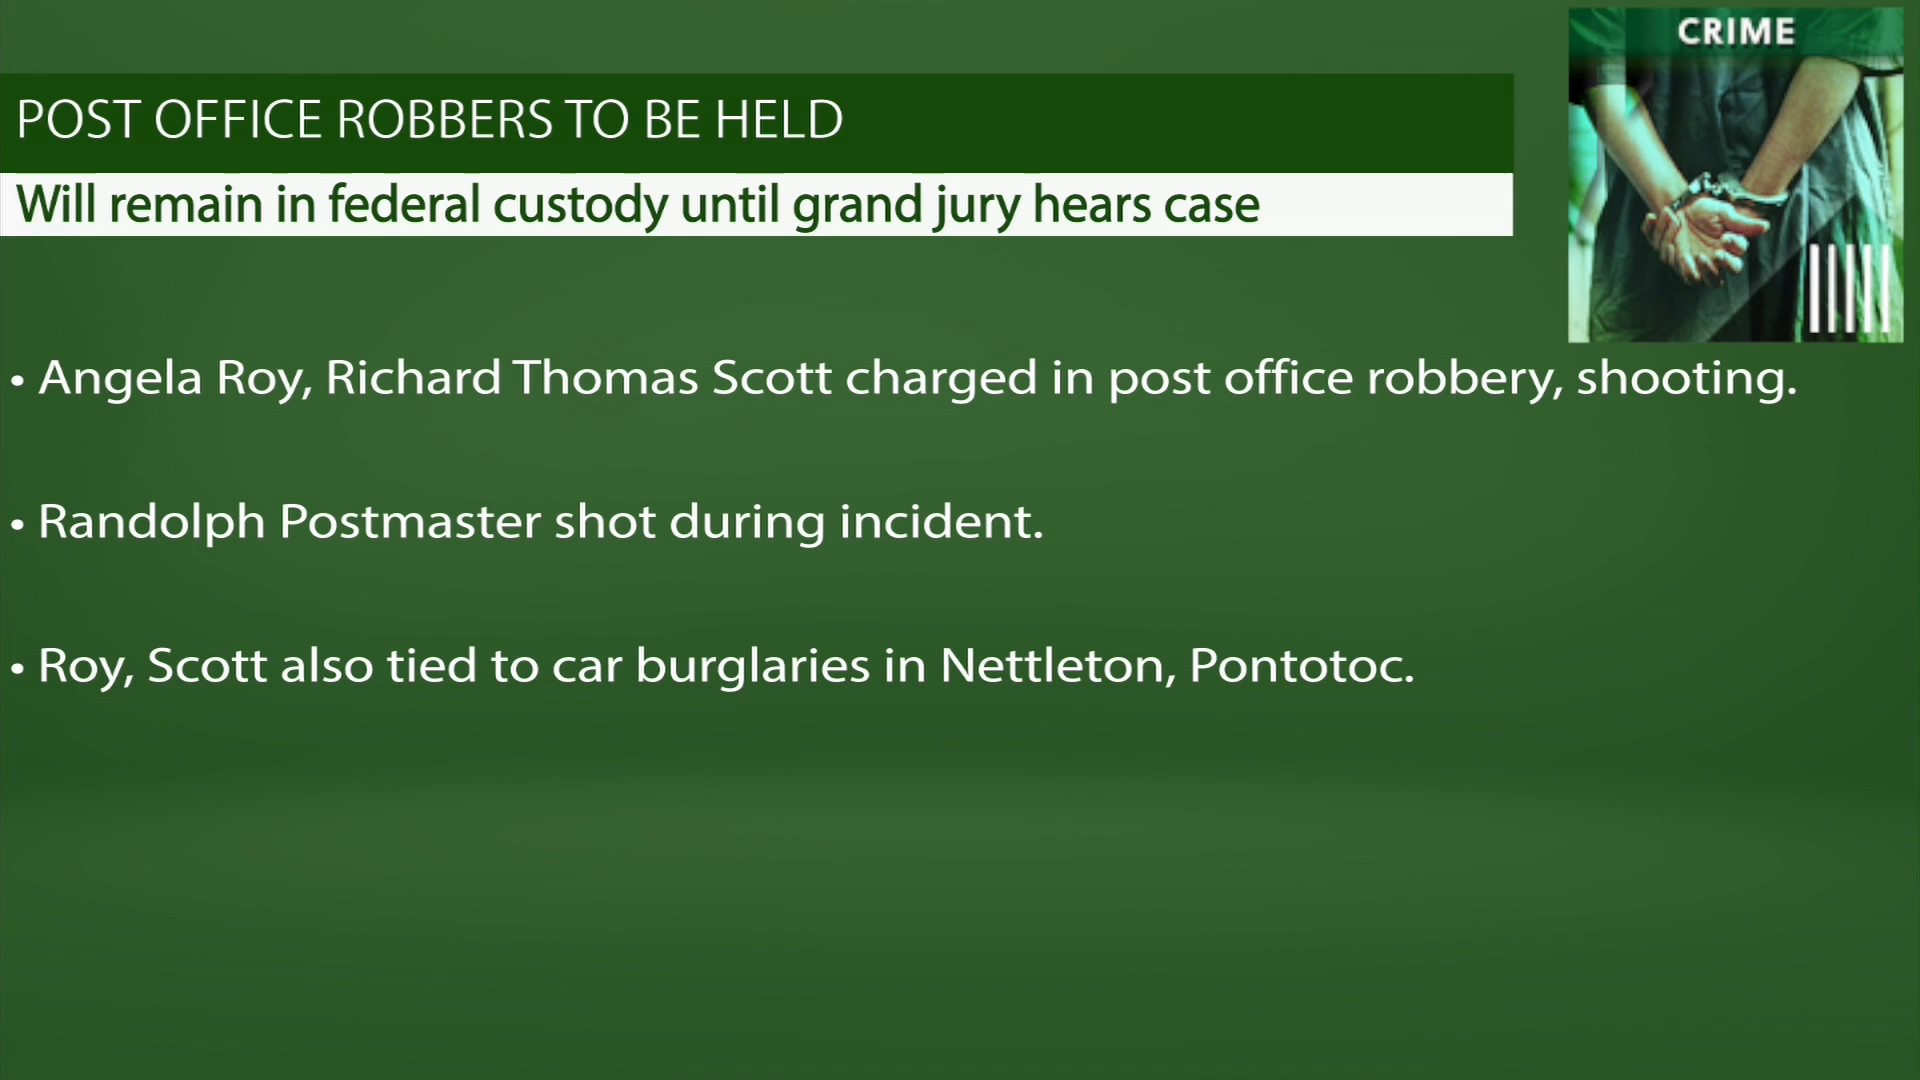 CRIME
POST OFFICE ROBBERS TO BE HELD
Will remain in federal custody until grand jury hears case
• Angela Roy, Richard Thomas Scott charged in post office robbery, shooting.
• Randolph Postmaster shot during incident.
• Roy, Scott also tied to car burglaries in Nettleton, Pontotoc.